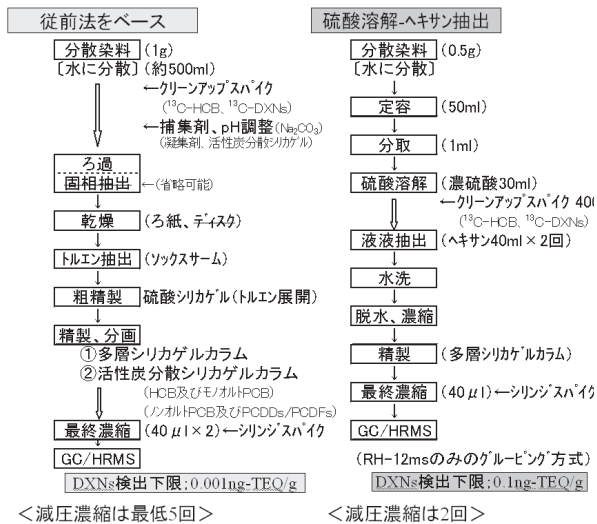 従前法をベース
分散染料 (1g)
〔水に分散〕(約500ml)
←クリーンアップスパイク
(¹³C-HCB、¹³C-DXNs)
←捕集剤、pH調整(Na₂CO₃)
(凝集剤、活性炭分散シリカゲル)
ろ過
固相抽出 ←(省略可能)
乾燥 (ろ紙、ディスク)
トルエン抽出 (ソックスサーム)
粗精製 硫酸シリカゲル(トルエン展開)
精製、分画
①多層シリカゲルカラム
②活性炭分散シリカゲルカラム
(HCB及びモノオルトPCB)
(ノンオルトPCB及びPCDDs/PCDFs)
最終濃縮 (40μl×2)←シリンジスパイク
GC/HRMS
DXNs検出下限;0.001ng-TEQ/g
<減圧濃縮は最低5回>
硫酸溶解-ヘキサン抽出
分散染料 (0.5g)
〔水に分散〕
定容 (50ml)
分取 (1ml)
硫酸溶解 (濃硫酸30ml)
←クリーンアップスパイク 400
(¹³C-HCB、¹³C-DXNs)
液液抽出 (ヘキサン40ml×2回)
水洗
脱水、濃縮
精製 (多層シリカゲルカラム)
最終濃縮 (40μl)←シリンジスパイク
GC/HRMS
(RH-12msのみのグルーピング方式)
DXNs検出下限;0.1ng-TEQ/g
<減圧濃縮は2回>